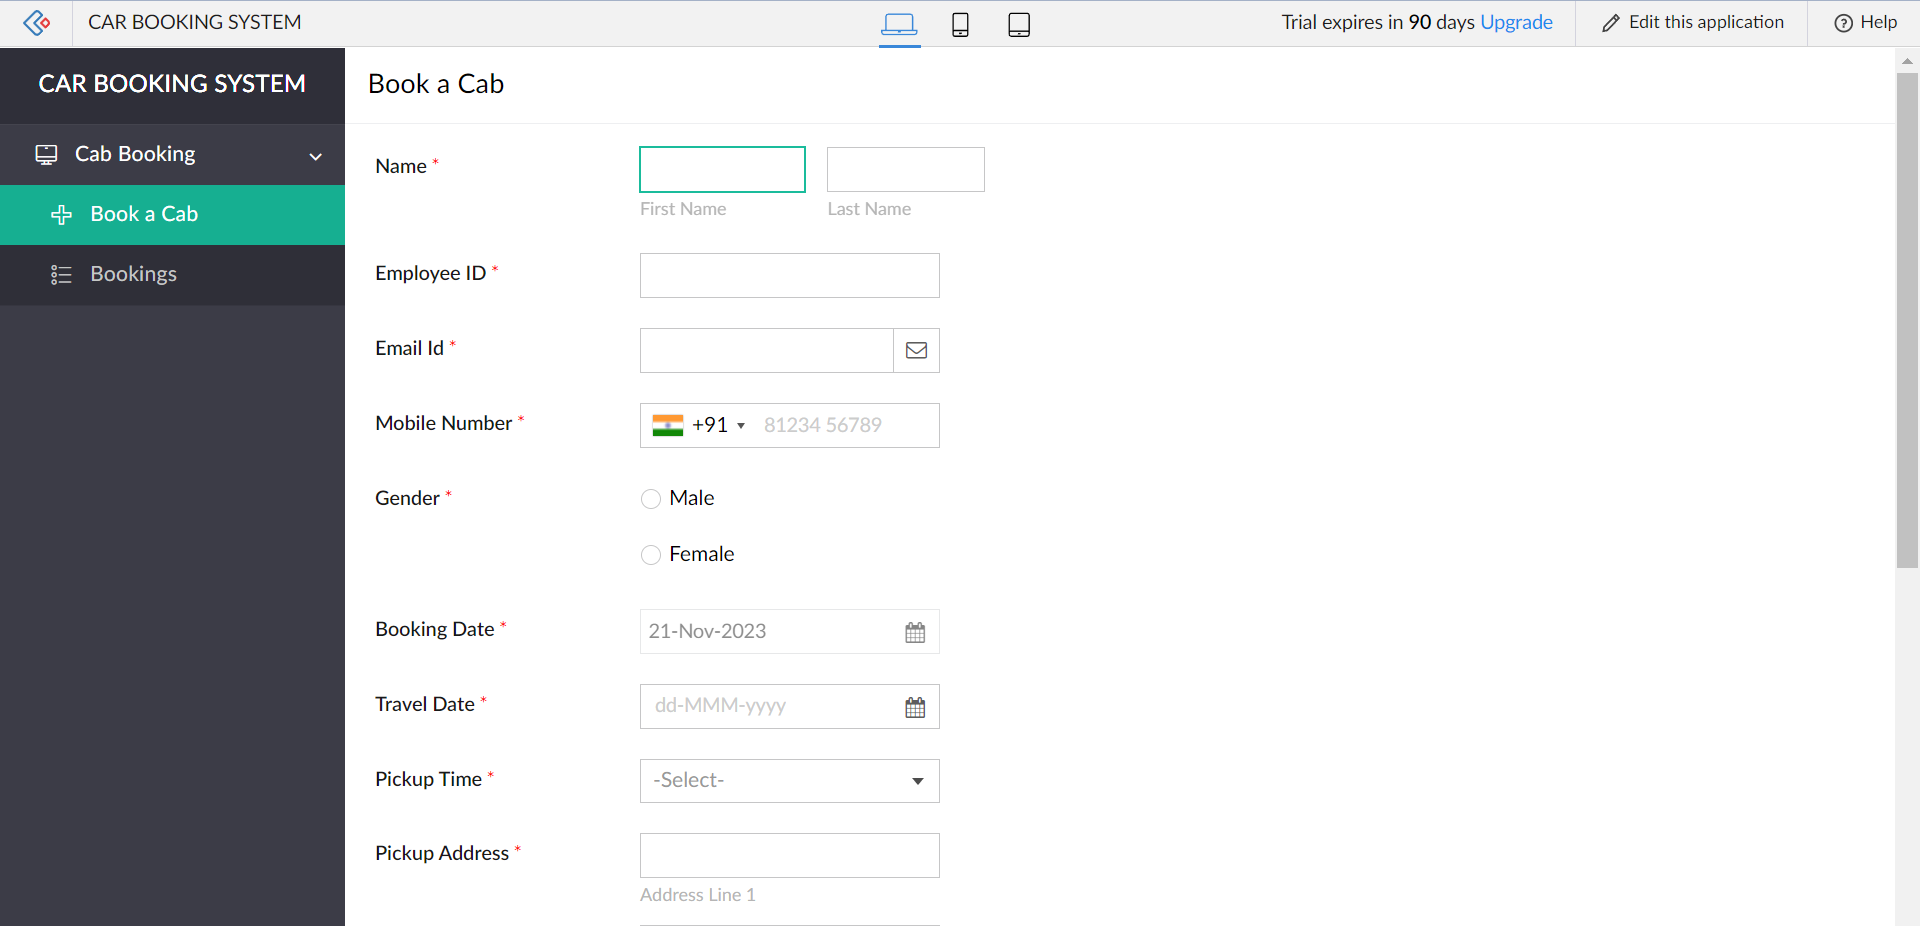 CAR BOOKING SYSTEM
Trial expires in 90 days Upgrade
Edit this application
Help
CAR BOOKING SYSTEM
Cab Booking
Book a Cab
Bookings
Book a Cab
Name *
First Name
Last Name
Employee ID *
Email Id *
Mobile Number *
+91
81234 56789
Gender *
Male
Female
Booking Date *
21-Nov-2023
Travel Date *
dd-MMM-yyyy
Pickup Time *
-Select-
Pickup Address *
Address Line 1